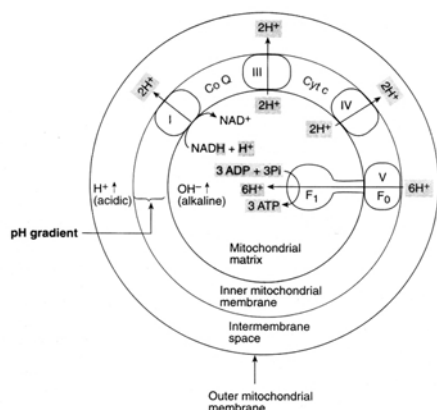 2H⁺
2H⁺
Co Q
III
Cyt c
2H⁺
I
2H⁺
2H⁺
IV
NAD⁺
NADH + H⁺
3 ADP + 3Pi
V
H⁺ ↑
(acidic)
OH⁻ ↑
(alkaline)
6H⁺
F₁
F₀
6H⁺
3 ATP
pH gradient
Mitochondrial
matrix
Inner mitochondrial
membrane
Intermembrane
space
Outer mitochondrial
membrane